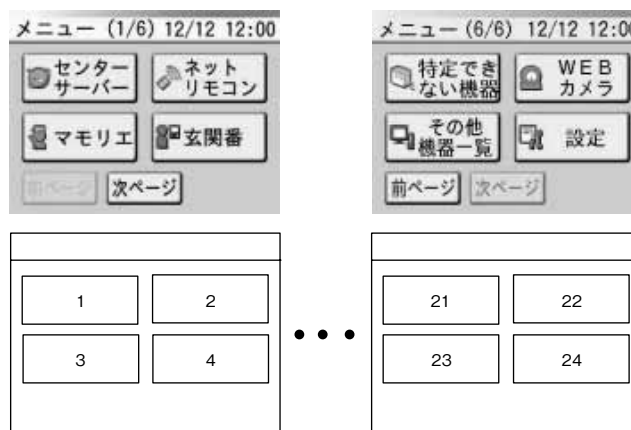 メニュー (1/6) 12/12 12:00
センター
サーバー
ネット
リモコン
マモリエ
玄関番
前ページ
次ページ
メニュー (6/6) 12/12 12:00
特定でき
ない機器
WEB
カメラ
その他
機器一覧
設定
前ページ
次ページ
1
2
3
4
21
22
23
24